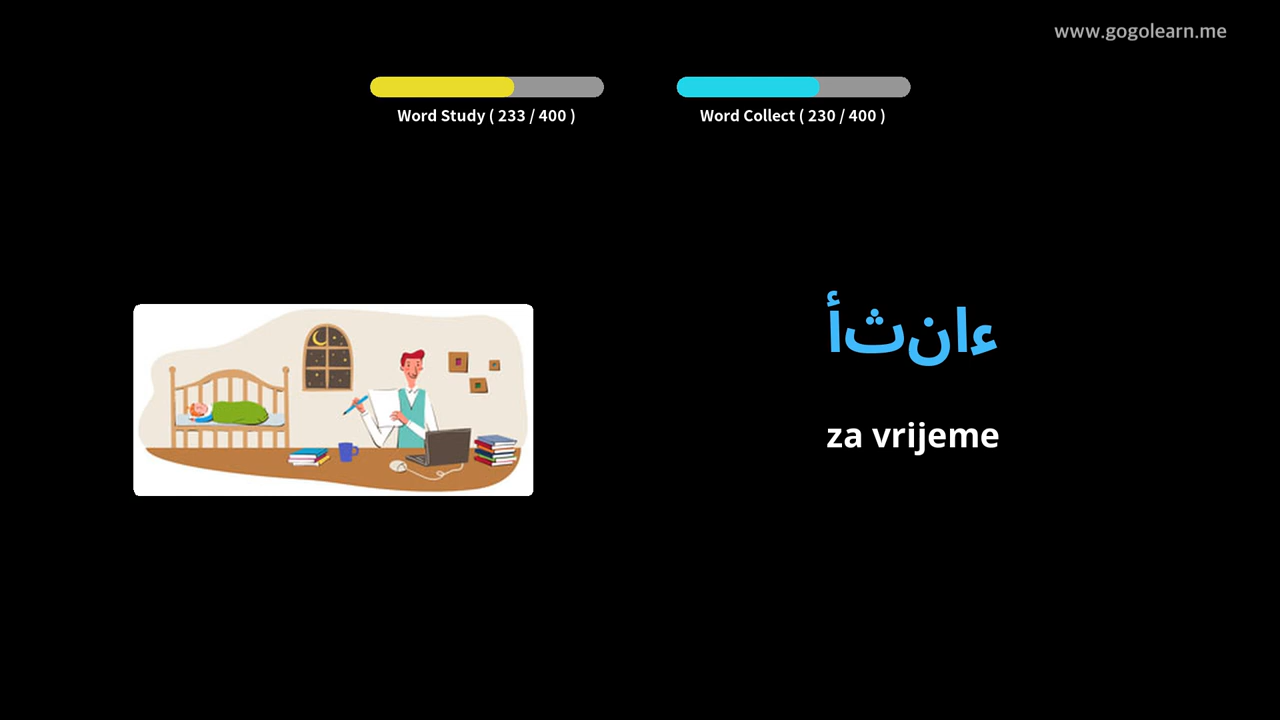 www.gogolearn.me
Word Study ( 233 / 400 )
Word Collect ( 230 / 400 )
ءانثأ
za vrijeme